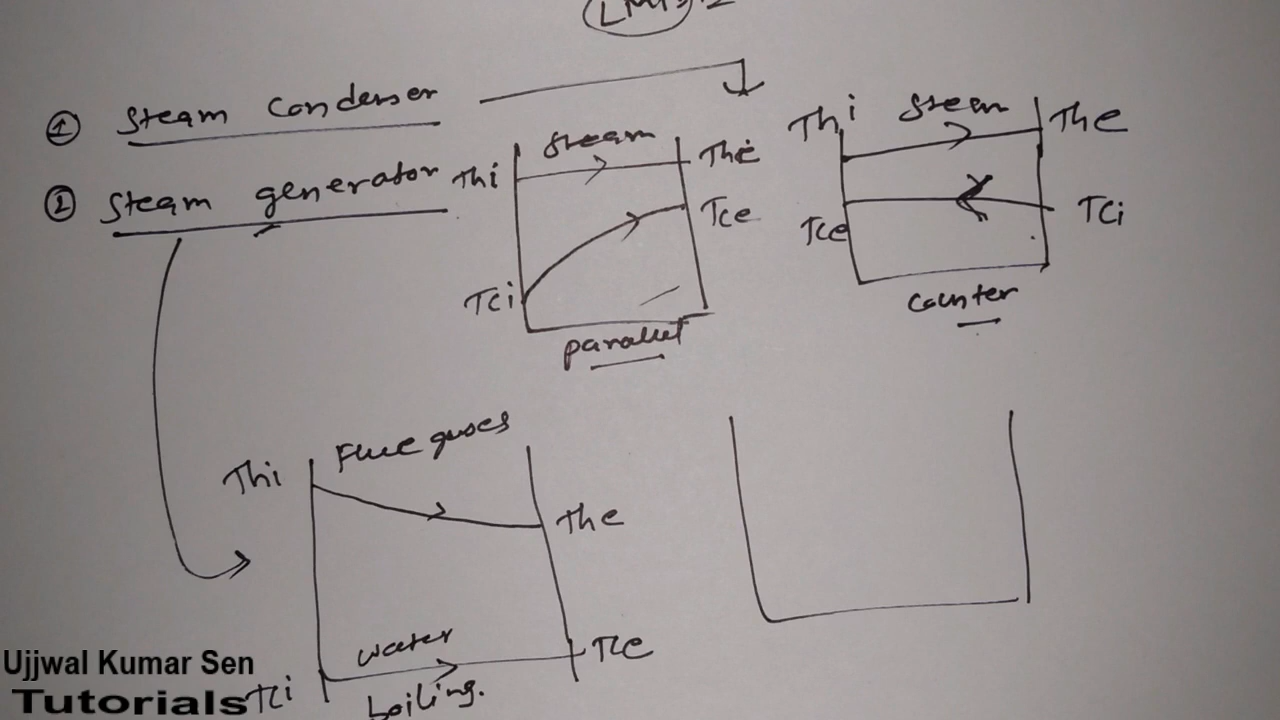 ① Steam Condenser
② Steam generator
Thi
Steam
The
Tce
Tci
parallel
Thi
Steam
The
Tce
Tci
Counter
Thi
Flue gases
The
water
Tce
Tci
boiling.
Ujjwal Kumar Sen
Tutorials